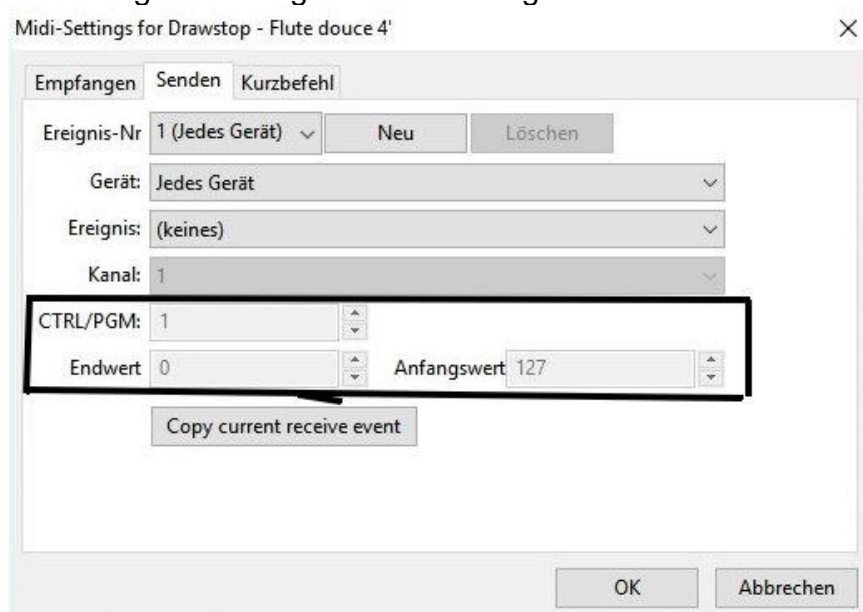 Midi-Settings for Drawstop - Flute douce 4'
Empfangen Senden Kurzbefehl
Ereignis-Nr 1 (Jedes Gerät) Neu Löschen
Gerät: Jedes Gerät
Ereignis: (keines)
Kanal: 1
CTRL/PGM: 1
Endwert 0 Anfangswert 127
Copy current receive event
OK Abbrechen